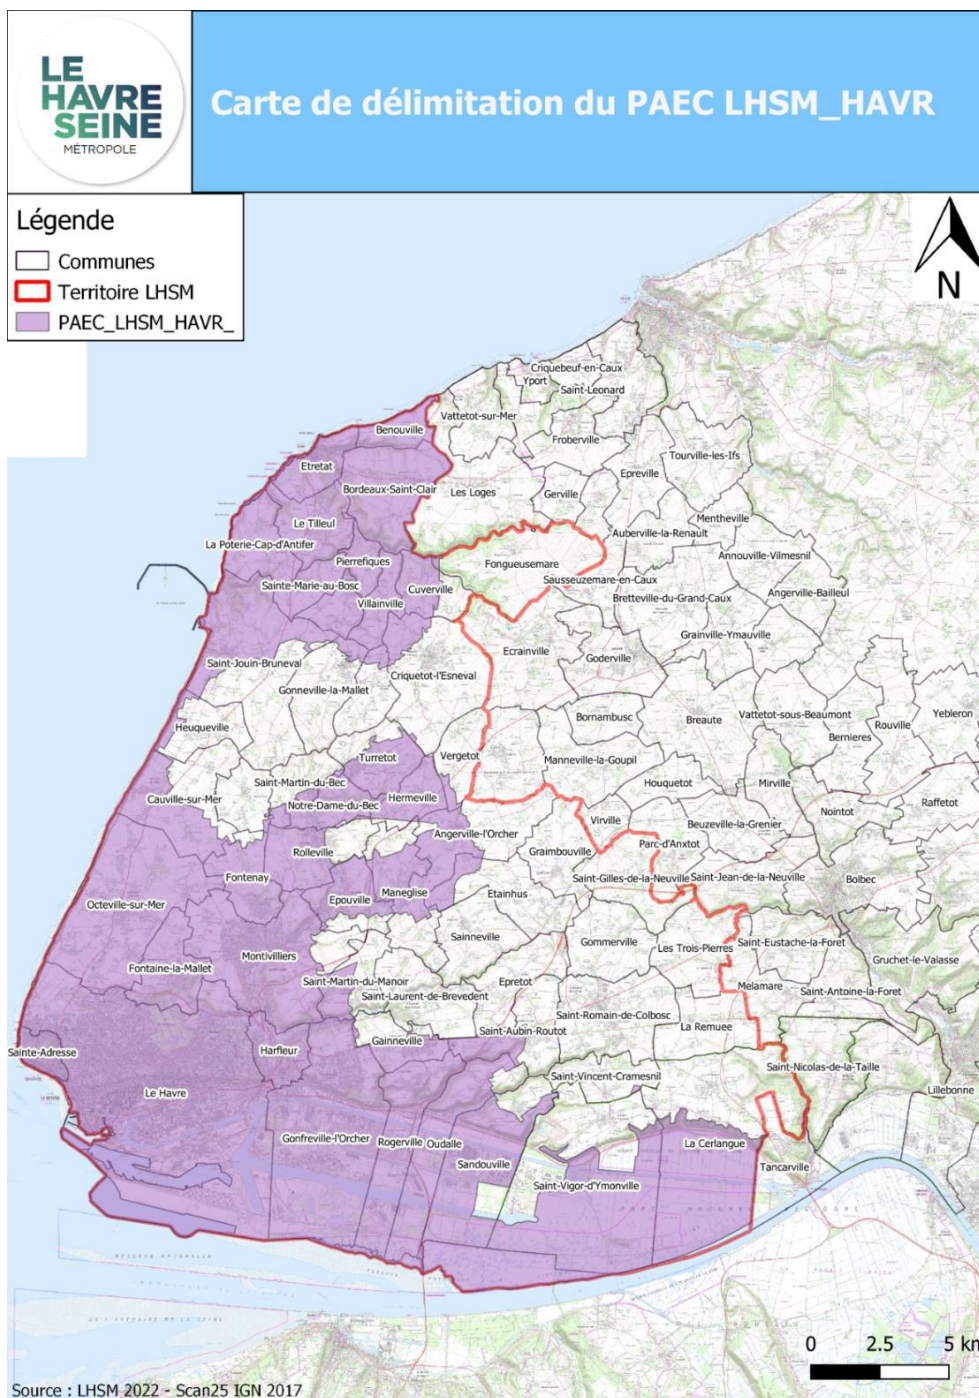 LE
HAVRE
SEINE
MÉTROPOLE
Carte de délimitation du PAEC LHSM_HAVR
Légende
Communes
Territoire LHSM
PAEC_LHSM_HAVR_
N
Criquebeuf-en-Caux
Yport
Saint-Leonard
Vattetot-sur-Mer
Benouville
Froberville
Tourville-les-Ifs
Etretat
Epreville
Bordeaux-Saint-Clair
Les Loges
Gerville
Mentheville
Le Tilleul
Auberville-la-Renault
La Poterie-Cap-d'Antifer
Annouville-Vilmesnil
Pierrefiques
Fongueusemare
Sausseuzemare-en-Caux
Sainte-Marie-au-Bosc
Cuverville
Angerville-Bailleul
Bretteville-du-Grand-Caux
Villainville
Grainville-Ymauville
Ecrainville
Goderville
Saint-Jouin-Bruneval
Criquetot-l'Esneval
Gonneville-la-Mallet
Yebleron
Bornambusc
Breaute
Vattetot-sous-Beaumont
Rouville
Heuqueville
Bernieres
Vergetot
Turretot
Manneville-la-Goupil
Saint-Martin-du-Bec
Houquetot
Mirville
Cauville-sur-Mer
Hermeville
Notre-Dame-du-Bec
Raffetot
Nointot
Virville
Beuzeville-la-Grenier
Angerville-l'Orcher
Parc-d'Anxtot
Rolleville
Graimbouville
Fontenay
Saint-Gilles-de-la-Neuville
Saint-Jean-de-la-Neuville
Bolbec
Maneglise
Etainhus
Epouville
Octeville-sur-Mer
Sainneville
Gommerville
Les Trois-Pierres
Saint-Eustache-la-Foret
Montivilliers
Gruchet-le-Valasse
Fontaine-la-Mallet
Saint-Martin-du-Manoir
Epretot
Melamare
Saint-Antoine-la-Foret
Saint-Laurent-de-Brevedent
Saint-Romain-de-Colbosc
La Remuee
Saint-Aubin-Routot
Gainneville
Harfleur
Sainte-Adresse
Saint-Nicolas-de-la-Taille
Saint-Vincent-Cramesnil
Lillebonne
Le Havre
Gonfreville-l'Orcher
Rogerville
Oudalle
La Cerlangue
Sandouville
Tancarville
Saint-Vigor-d'Ymonville
0 2.5 5 km
Source : LHSM 2022 - Scan25 IGN 2017